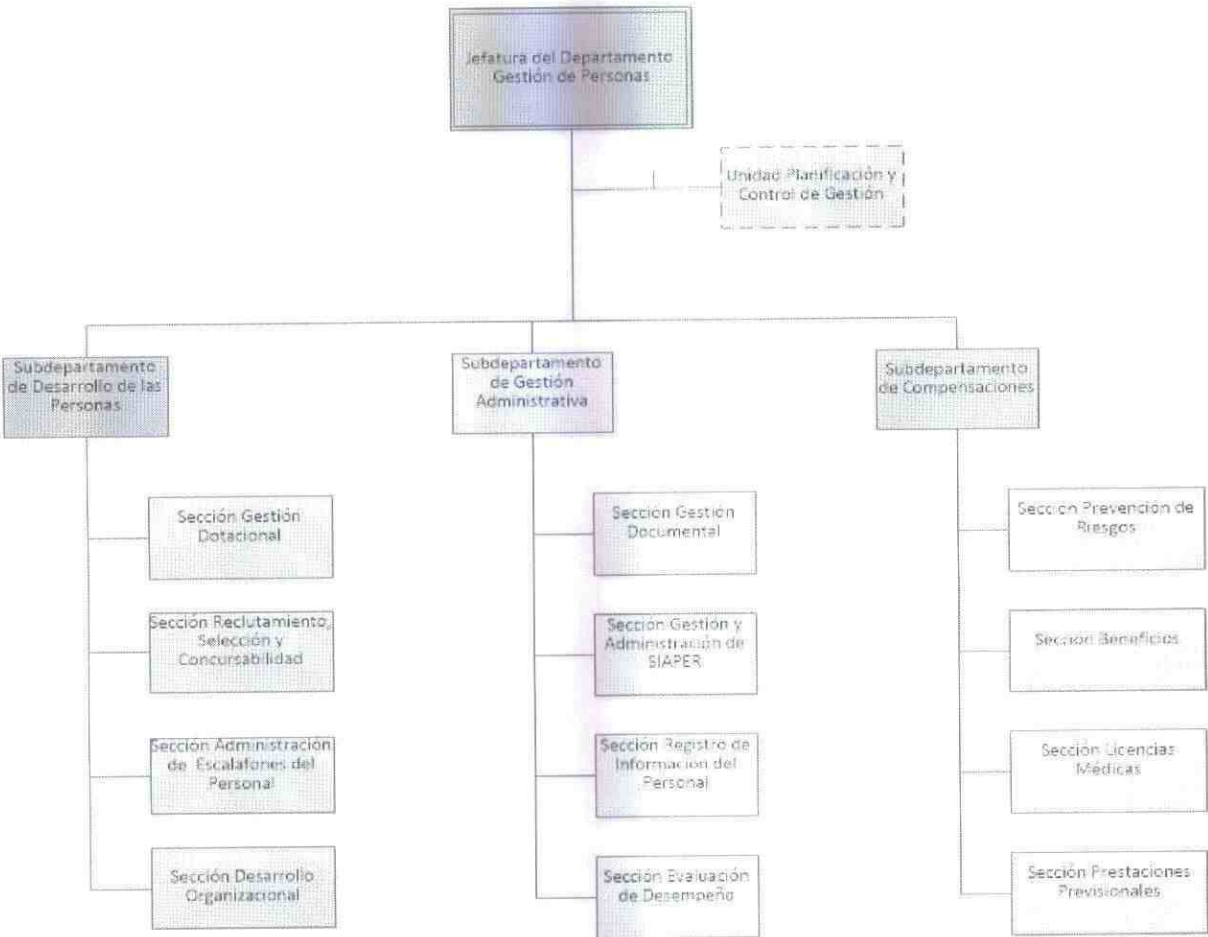 Jefatura del Departamento
Gestión de Personas
Unidad Planificación y
Control de Gestión
Subdepartamento
de Desarrollo de las
Personas
Subdepartamento
de Gestión
Administrativa
Subdepartamento
de Compensaciones
Sección Gestión
Dotacional
Sección Reclutamiento,
Selección y
Concursabilidad
Sección Administración
de Escalafones del
Personal
Sección Desarrollo
Organizacional
Sección Gestión
Documental
Sección Gestión y
Administración de
SIAPER
Sección Registro de
Información del
Personal
Sección Evaluación
de Desempeño
Sección Prevención de
Riesgos
Sección Beneficios
Sección Licencias
Médicas
Sección Prestaciones
Previsionales